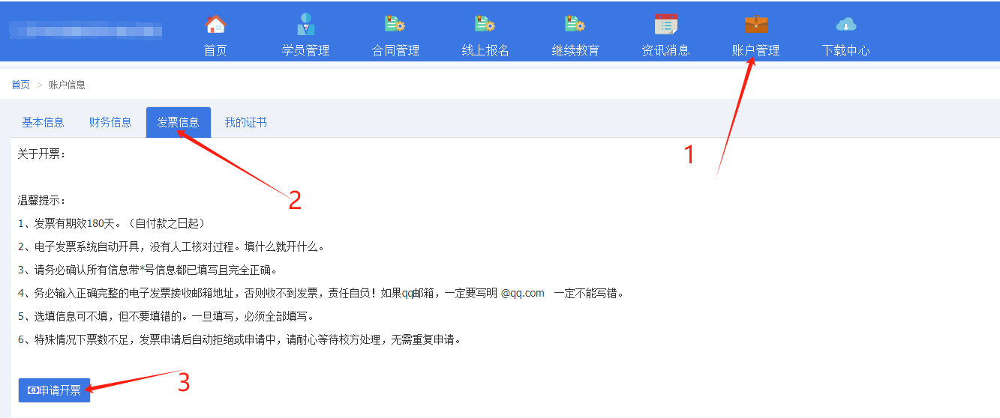 首页 学员管理 合同管理 线上报名 继续教育 资讯消息 账户管理 下载中心
首页 > 账户信息
基本信息 财务信息 发票信息 我的证书
1
关于开票：
2
温馨提示：
1、发票有期效180天。（自付款之日起）
2、电子发票系统自动开具，没有人工核对过程。填什么就开什么。
3、请务必确认所有信息带*号信息都已填写且完全正确。
4、务必输入正确完整的电子发票接收邮箱地址，否则收不到发票，责任自负！如果qq邮箱，一定要写明 @qq.com 一定不能写错。
5、选填信息可不填，但不要填错的。一旦填写，必须全部填写。
6、特殊情况下票数不足，发票申请后自动拒绝或申请中，请耐心等待校方处理，无需重复申请。
3
申请开票